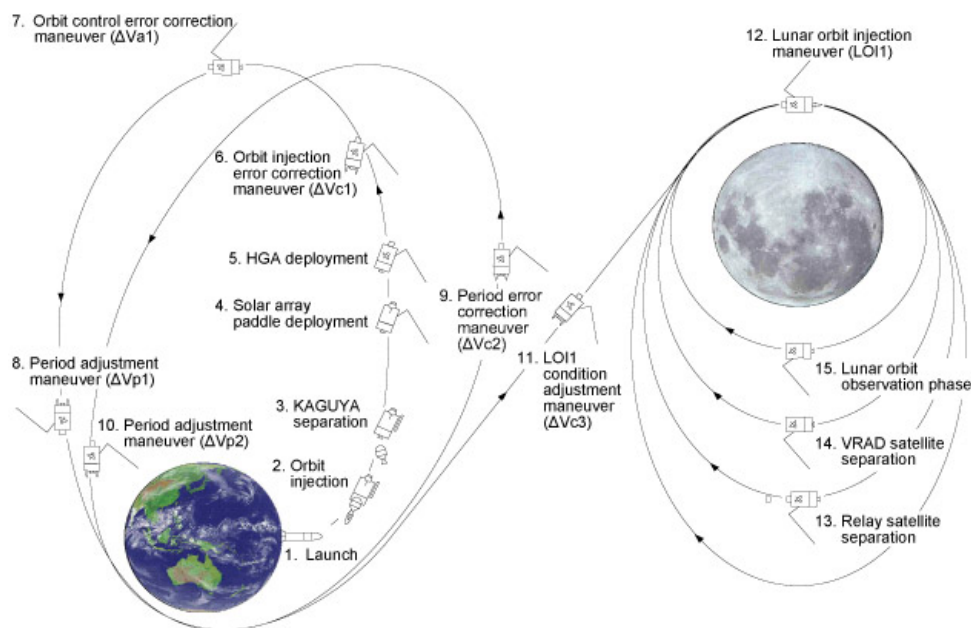 7. Orbit control error correction
maneuver (ΔVa1)
12. Lunar orbit injection
maneuver (LOI1)
6. Orbit injection
error correction
maneuver (ΔVc1)
5. HGA deployment
4. Solar array
paddle deployment
9. Period error
correction
maneuver
(ΔVc2)
11. LOI1
condition
adjustment
maneuver
(ΔVc3)
8. Period adjustment
maneuver (ΔVp1)
10. Period adjustment
maneuver (ΔVp2)
3. KAGUYA
separation
2. Orbit
injection
1. Launch
15. Lunar orbit
observation phase
14. VRAD satellite
separation
13. Relay satellite
separation